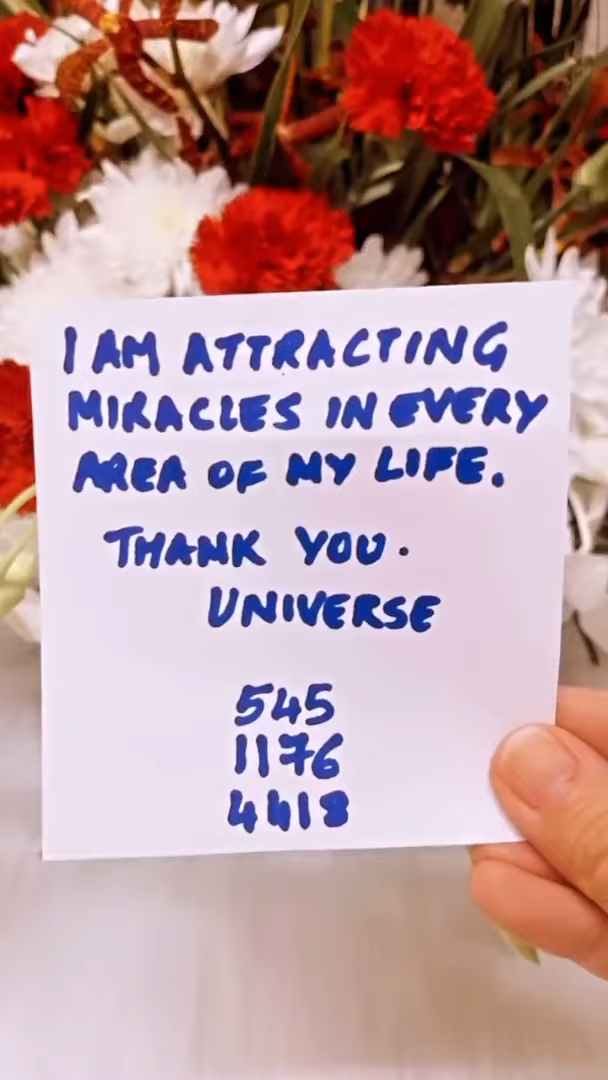 I AM ATTRACTING
MIRACLES IN EVERY
AREA OF MY LIFE.
THANK YOU.
UNIVERSE
545
1176
4418